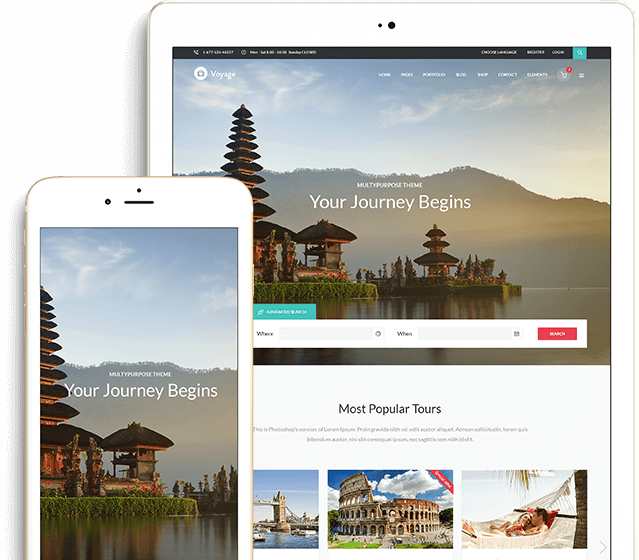 1-677-124-44227 Mon - Sat 8.00 - 18.00 Sunday CLOSED CHOOSE LANGUAGE REGISTER LOGIN
Voyage HOME PAGES PORTFOLIO BLOG SHOP CONTACT ELEMENTS
MULTYPURPOSE THEME
Your Journey Begins
ADVANCED SEARCH
Where When SEARCH
Most Popular Tours
This is Photoshop's version of Lorem Ipsum. Proin gravida nibh vel velit auctor aliquet. Aenean sollicitudin, lorem quis
bibendum auctor, nisi elit consequat ipsum, nec sagittis sem nibh id elit.
MULTYPURPOSE THEME
Your Journey Begins